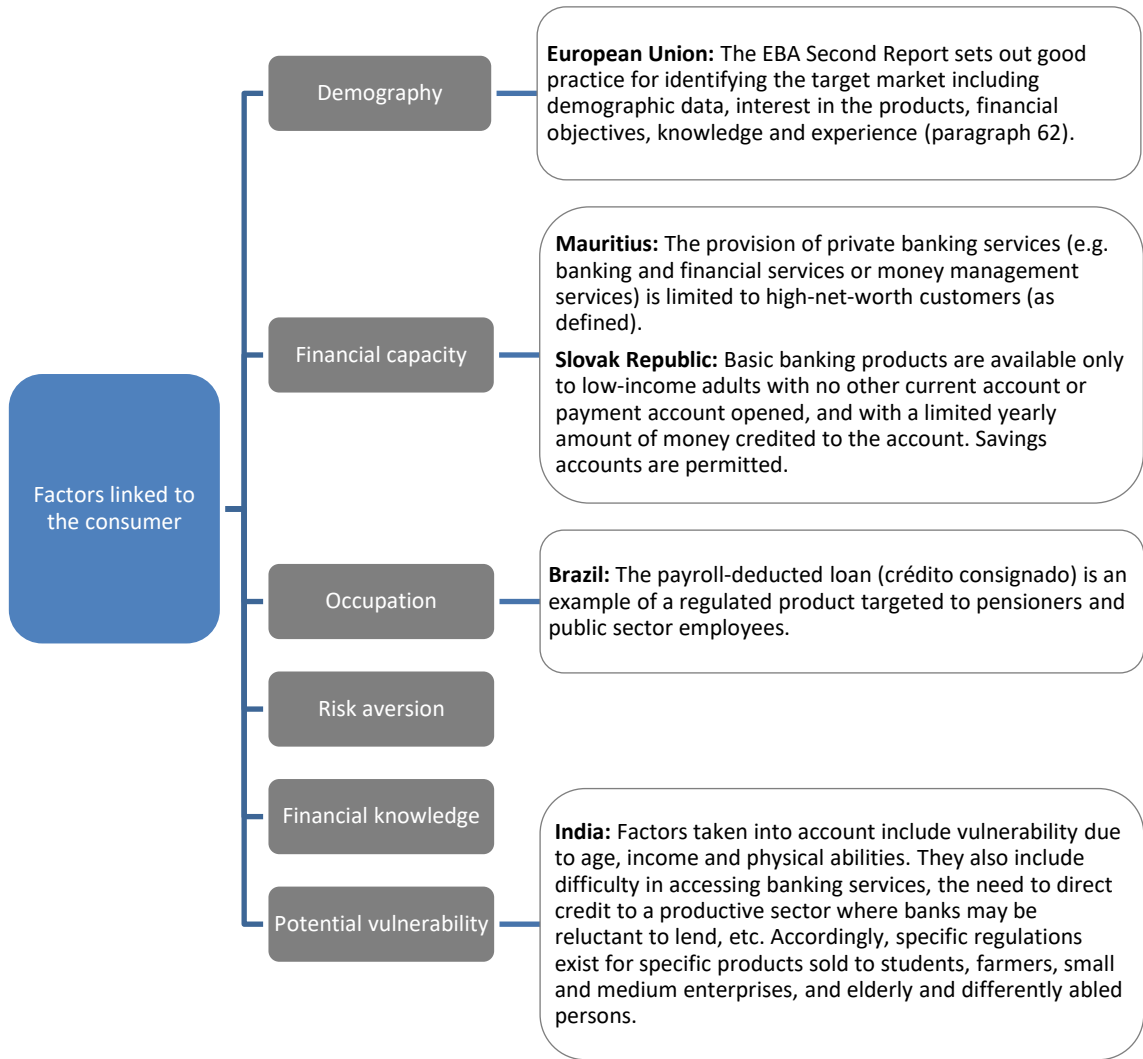 Factors linked to
the consumer
Demography
European Union: The EBA Second Report sets out good
practice for identifying the target market including
demographic data, interest in the products, financial
objectives, knowledge and experience (paragraph 62).
Financial capacity
Mauritius: The provision of private banking services (e.g.
banking and financial services or money management
services) is limited to high-net-worth customers (as
defined).
Slovak Republic: Basic banking products are available only
to low-income adults with no other current account or
payment account opened, and with a limited yearly
amount of money credited to the account. Savings
accounts are permitted.
Occupation
Brazil: The payroll-deducted loan (crédito consignado) is an
example of a regulated product targeted to pensioners and
public sector employees.
Risk aversion
Financial knowledge
Potential vulnerability
India: Factors taken into account include vulnerability due
to age, income and physical abilities. They also include
difficulty in accessing banking services, the need to direct
credit to a productive sector where banks may be
reluctant to lend, etc. Accordingly, specific regulations
exist for specific products sold to students, farmers, small
and medium enterprises, and elderly and differently abled
persons.